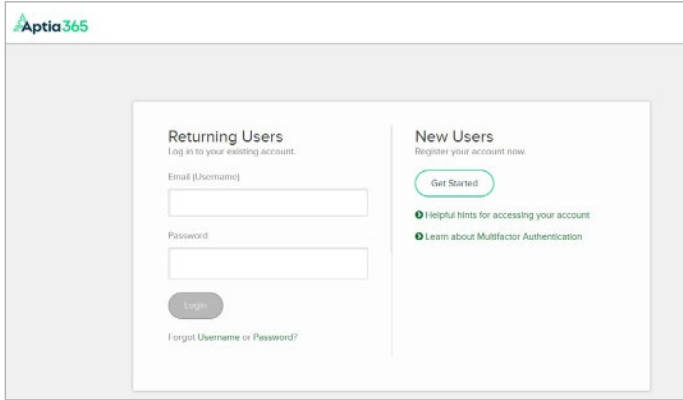 Aptia365
Returning Users
Log in to your existing account.
Email (Username)
Password
Login
Forgot Username or Password?
New Users
Register your account now.
Get Started
Helpful hints for accessing your account
Learn about Multifactor Authentication